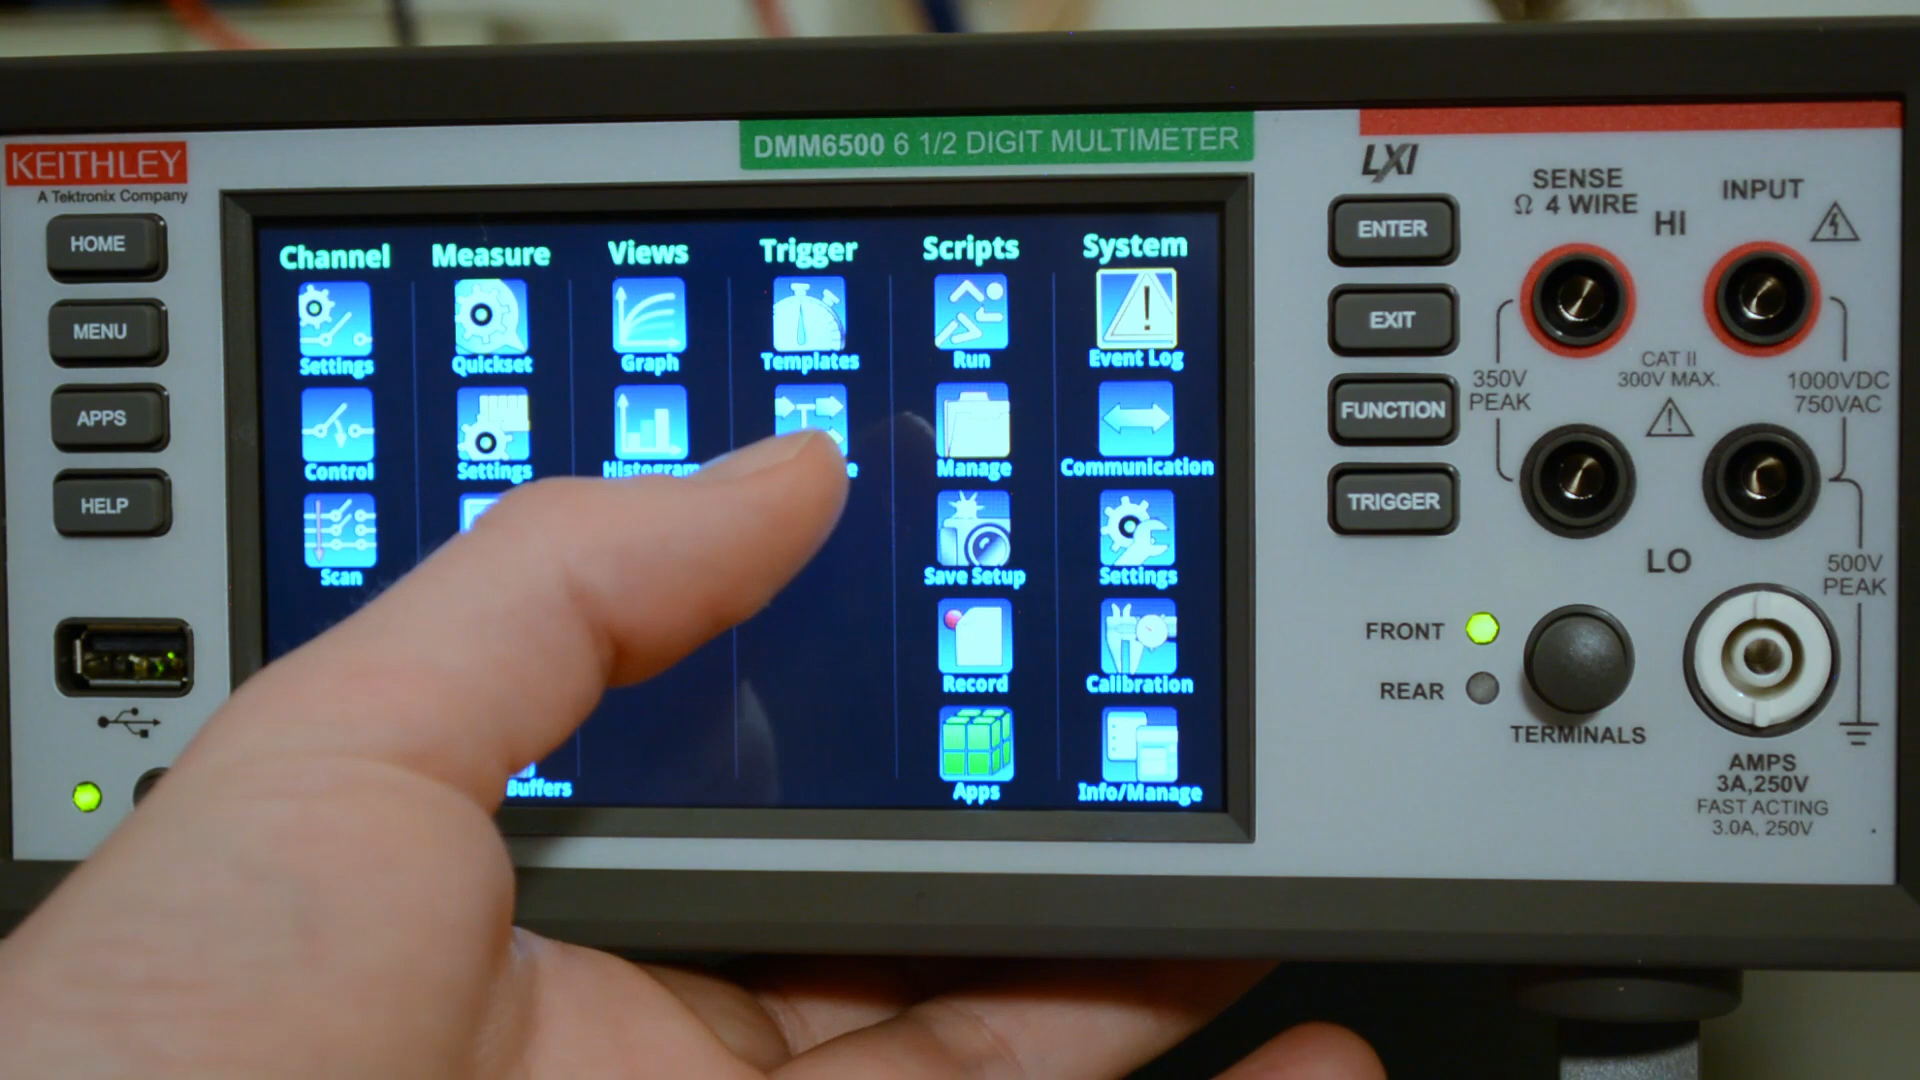 KEITHLEY
A Tektronix Company
DMM6500 6 1/2 DIGIT MULTIMETER
LXI
HOME
MENU
APPS
HELP
Channel Measure Views Trigger Scripts System
Settings Quickset Graph Templates Run Event Log
Control Settings Histogram Manage Communication
Scan Save Setup Settings
Record Calibration
Buffers Apps Info/Manage
ENTER
EXIT
FUNCTION
TRIGGER
SENSE
Ω 4 WIRE
HI
INPUT
350V
PEAK
CAT II
300V MAX.
1000VDC
750VAC
LO
500V
PEAK
FRONT
REAR
TERMINALS
AMPS
3A,250V
FAST ACTING
3.0A, 250V